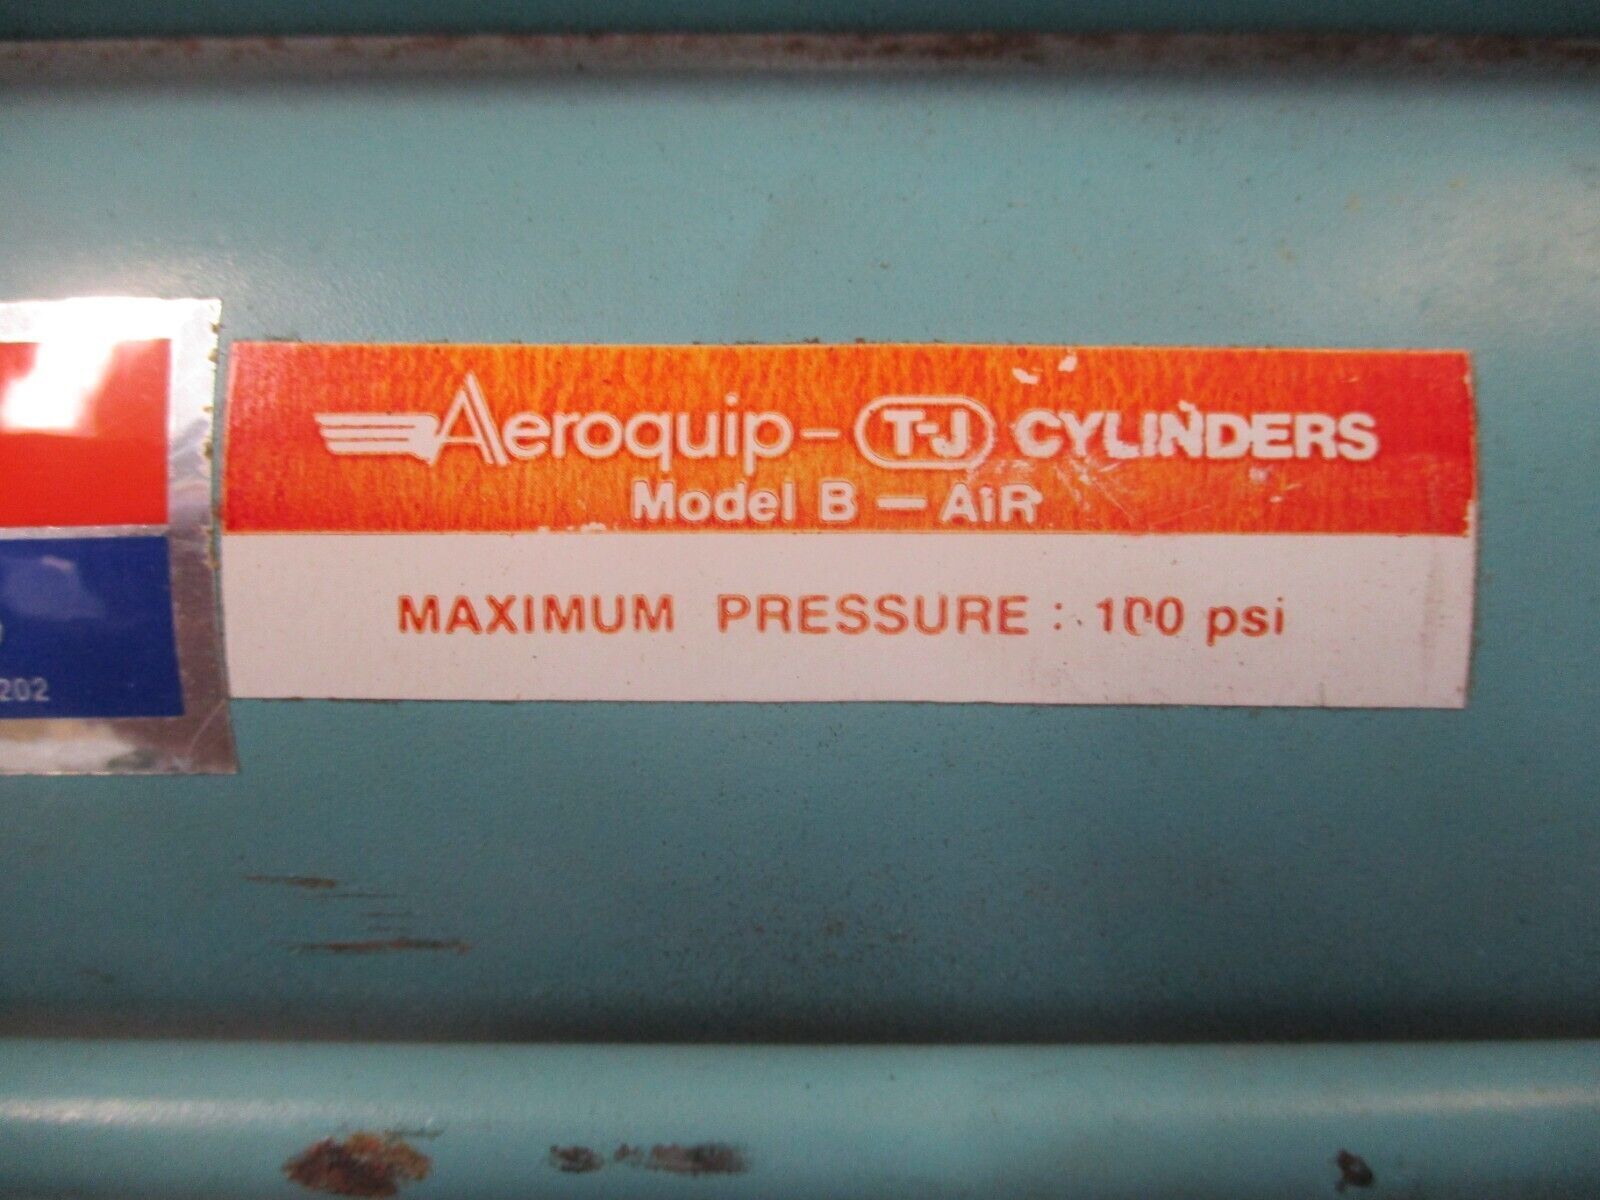 Aeroquip-T-J CYLINDERS
Model B — AiR
MAXIMUM PRESSURE : 100 psi
202